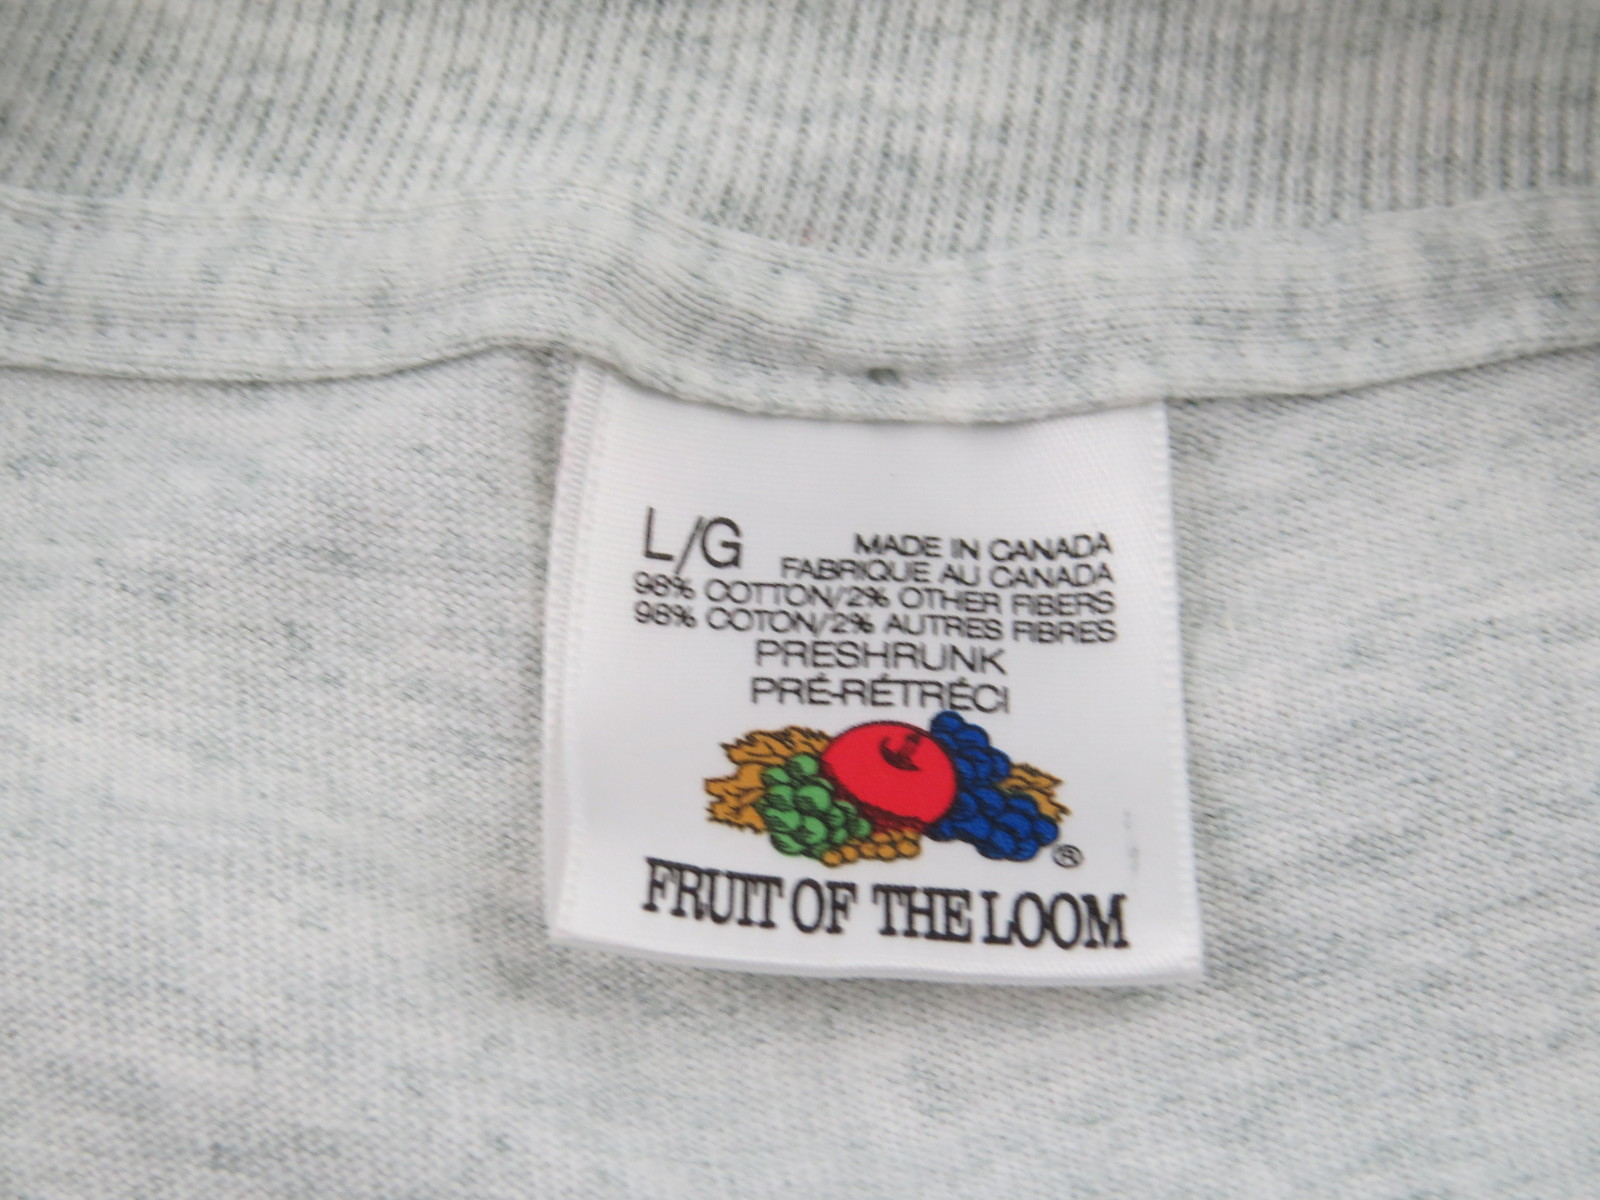 L/G
MADE IN CANADA
FABRIQUE AU CANADA
98% COTTON/2% OTHER FIBERS
98% COTON/2% AUTRES FIBRES
PRESHRUNK
PRÉ-RÉTRÉCI
®
FRUIT OF THE LOOM